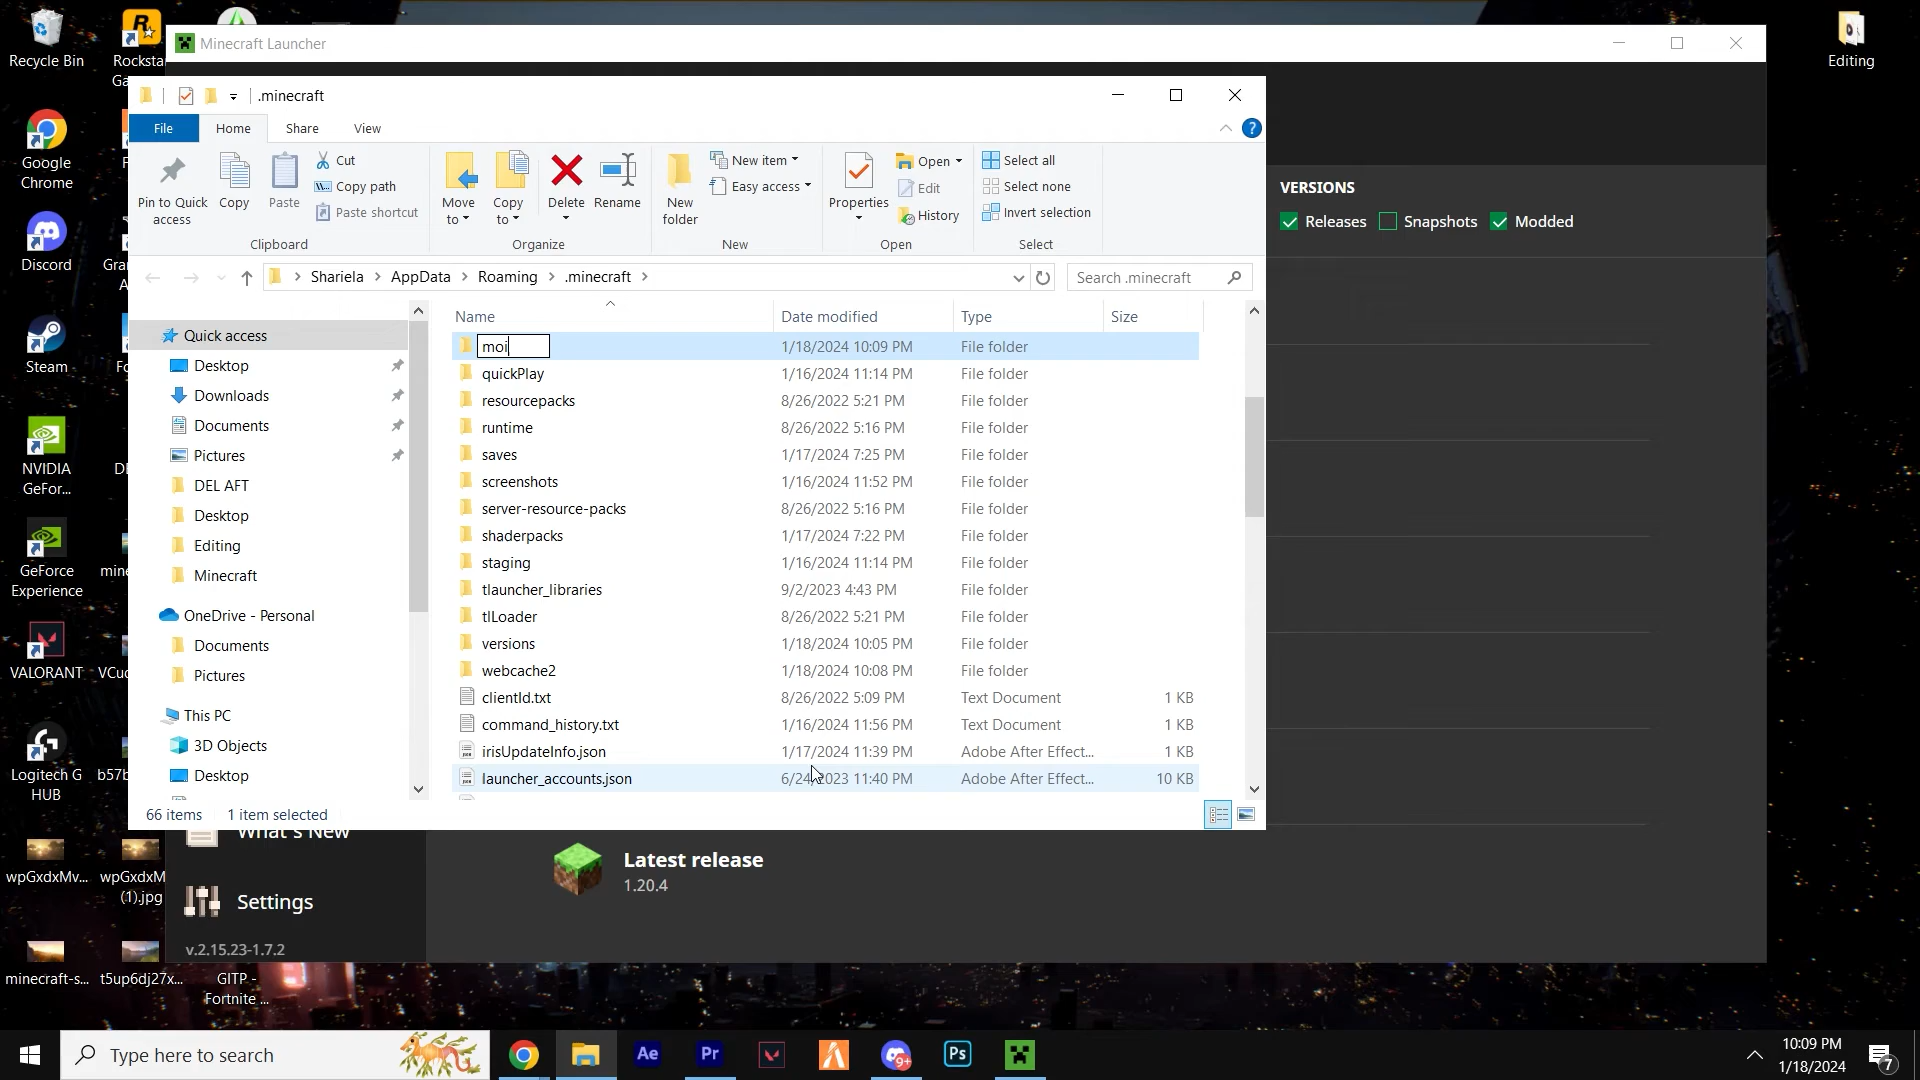 Recycle Bin
Google
Chrome
Discord
Steam
NVIDIA
GeFor...
GeForce
Experience
VALORANT
Logitech G
HUB
wpGxdxMv...
minecraft-s...
t5up6dj27x...
GITP -
Fortnite ...
(1).jpg
Editing
Minecraft Launcher
.minecraft
File
Home
Share
View
Pin to Quick
access
Copy
Paste
Cut
Copy path
Paste shortcut
Clipboard
Move
to
Copy
to
Delete
Rename
Organize
New
folder
New item
Easy access
New
Properties
Open
Edit
History
Open
Select all
Select none
Invert selection
Select
Shariela > AppData > Roaming > .minecraft >
Search .minecraft
Quick access
Desktop
Downloads
Documents
Pictures
DEL AFT
Desktop
Editing
Minecraft
OneDrive - Personal
Documents
Pictures
This PC
3D Objects
Desktop
Name Date modified Type Size
moi 1/18/2024 10:09 PM File folder
quickPlay 1/16/2024 11:14 PM File folder
resourcepacks 8/26/2022 5:21 PM File folder
runtime 8/26/2022 5:16 PM File folder
saves 1/17/2024 7:25 PM File folder
screenshots 1/16/2024 11:52 PM File folder
server-resource-packs 8/26/2022 5:16 PM File folder
shaderpacks 1/17/2024 7:22 PM File folder
staging 1/16/2024 11:14 PM File folder
tlauncher_libraries 9/2/2023 4:43 PM File folder
tlLoader 8/26/2022 5:21 PM File folder
versions 1/18/2024 10:05 PM File folder
webcache2 1/18/2024 10:08 PM File folder
clientId.txt 8/26/2022 5:09 PM Text Document 1 KB
command_history.txt 1/16/2024 11:56 PM Text Document 1 KB
irisUpdateInfo.json 1/17/2024 11:39 PM Adobe After Effect... 1 KB
launcher_accounts.json 6/24/2023 11:40 PM Adobe After Effect... 10 KB
66 items 1 item selected
VERSIONS
Releases
Snapshots
Modded
What's New
Settings
v.2.15.23-1.7.2
Latest release
1.20.4
Type here to search
Ae
Pr
9+
Ps
10:09 PM
1/18/2024
7